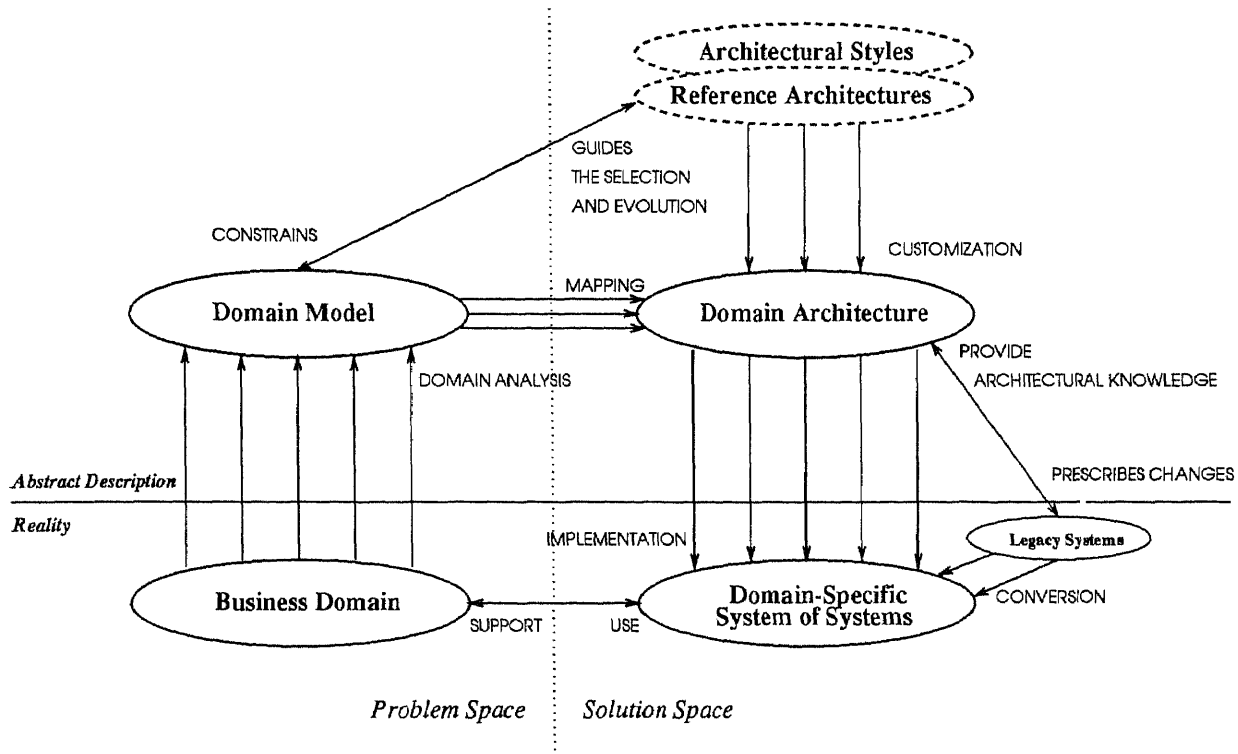 Architectural Styles
Reference Architectures
GUIDES
THE SELECTION
AND EVOLUTION
CONSTRAINS
CUSTOMIZATION
MAPPING
Domain Model
Domain Architecture
PROVIDE
ARCHITECTURAL KNOWLEDGE
DOMAIN ANALYSIS
Abstract Description
PRESCRIBES CHANGES
Reality
IMPLEMENTATION
Legacy Systems
Business Domain
Domain-Specific
System of Systems
CONVERSION
SUPPORT
USE
Problem Space
Solution Space